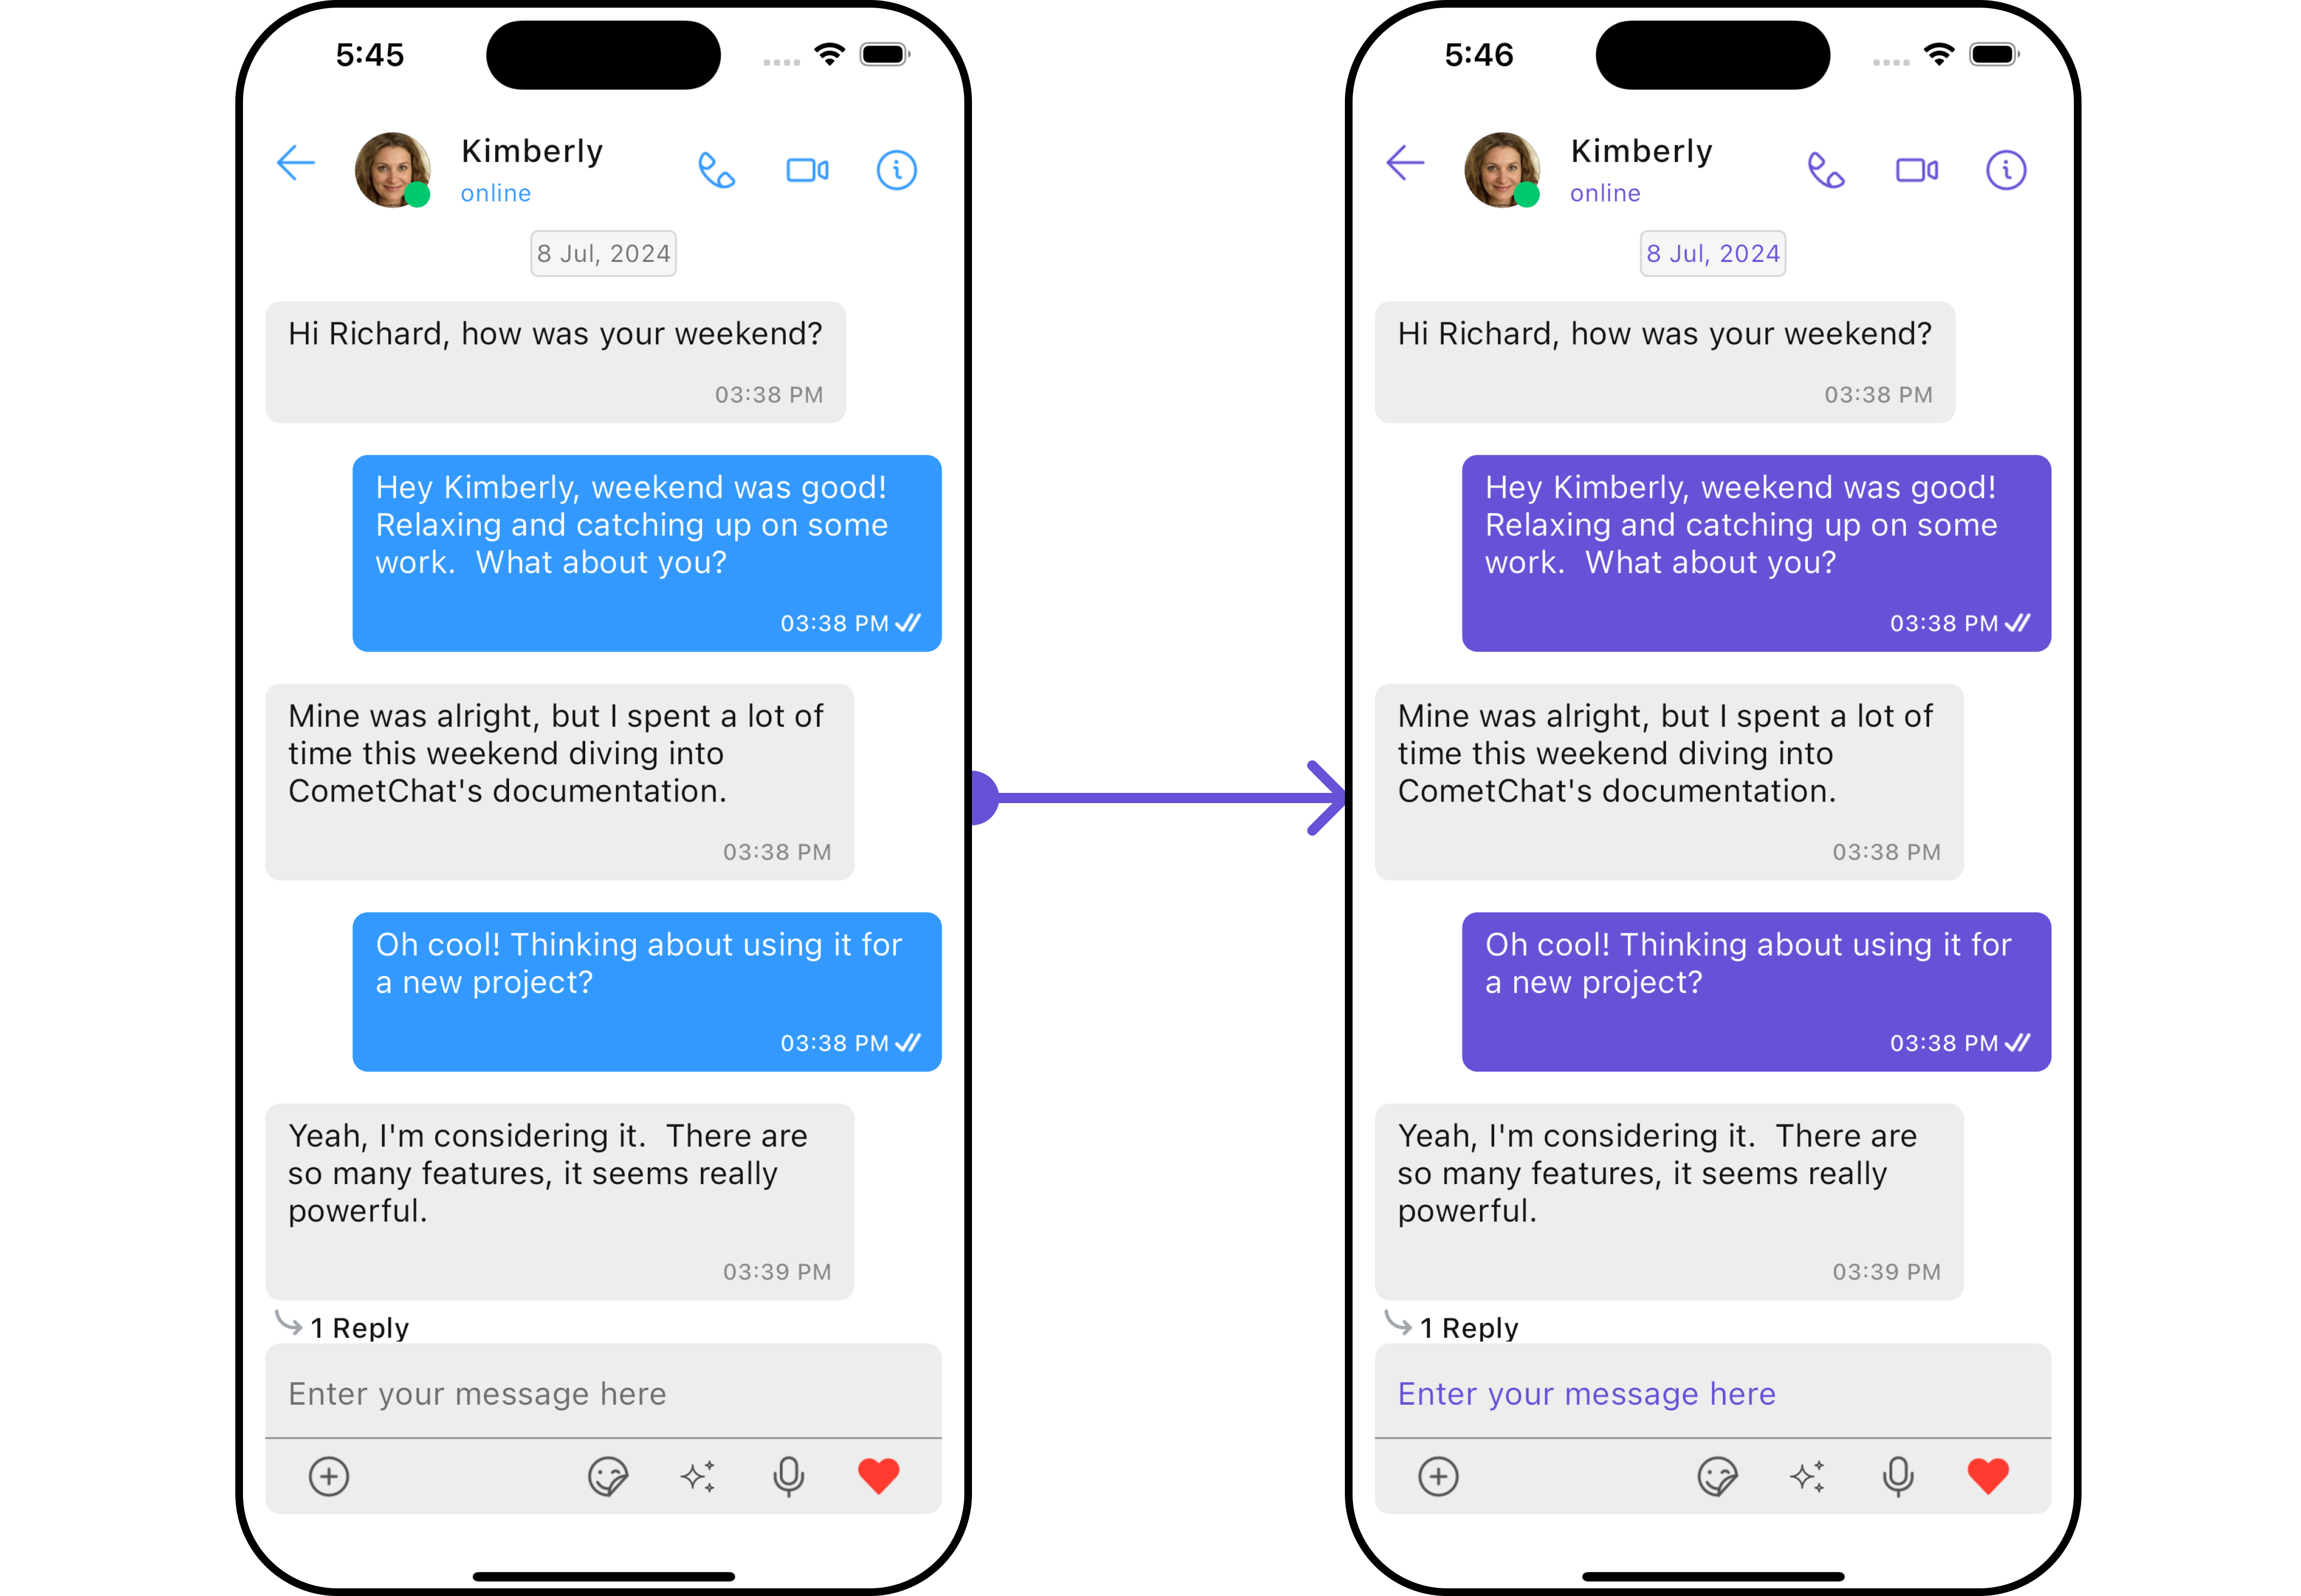 5:45
Kimberly
online
8 Jul, 2024
Hi Richard, how was your weekend?
03:38 PM
Hey Kimberly, weekend was good!
Relaxing and catching up on some
work.  What about you?
03:38 PM
Mine was alright, but I spent a lot of
time this weekend diving into
CometChat's documentation.
03:38 PM
Oh cool! Thinking about using it for
a new project?
03:38 PM
Yeah, I'm considering it.  There are
so many features, it seems really
powerful.
03:39 PM
1 Reply
Enter your message here
5:46
Kimberly
online
8 Jul, 2024
Hi Richard, how was your weekend?
03:38 PM
Hey Kimberly, weekend was good!
Relaxing and catching up on some
work.  What about you?
03:38 PM
Mine was alright, but I spent a lot of
time this weekend diving into
CometChat's documentation.
03:38 PM
Oh cool! Thinking about using it for
a new project?
03:38 PM
Yeah, I'm considering it.  There are
so many features, it seems really
powerful.
03:39 PM
1 Reply
Enter your message here